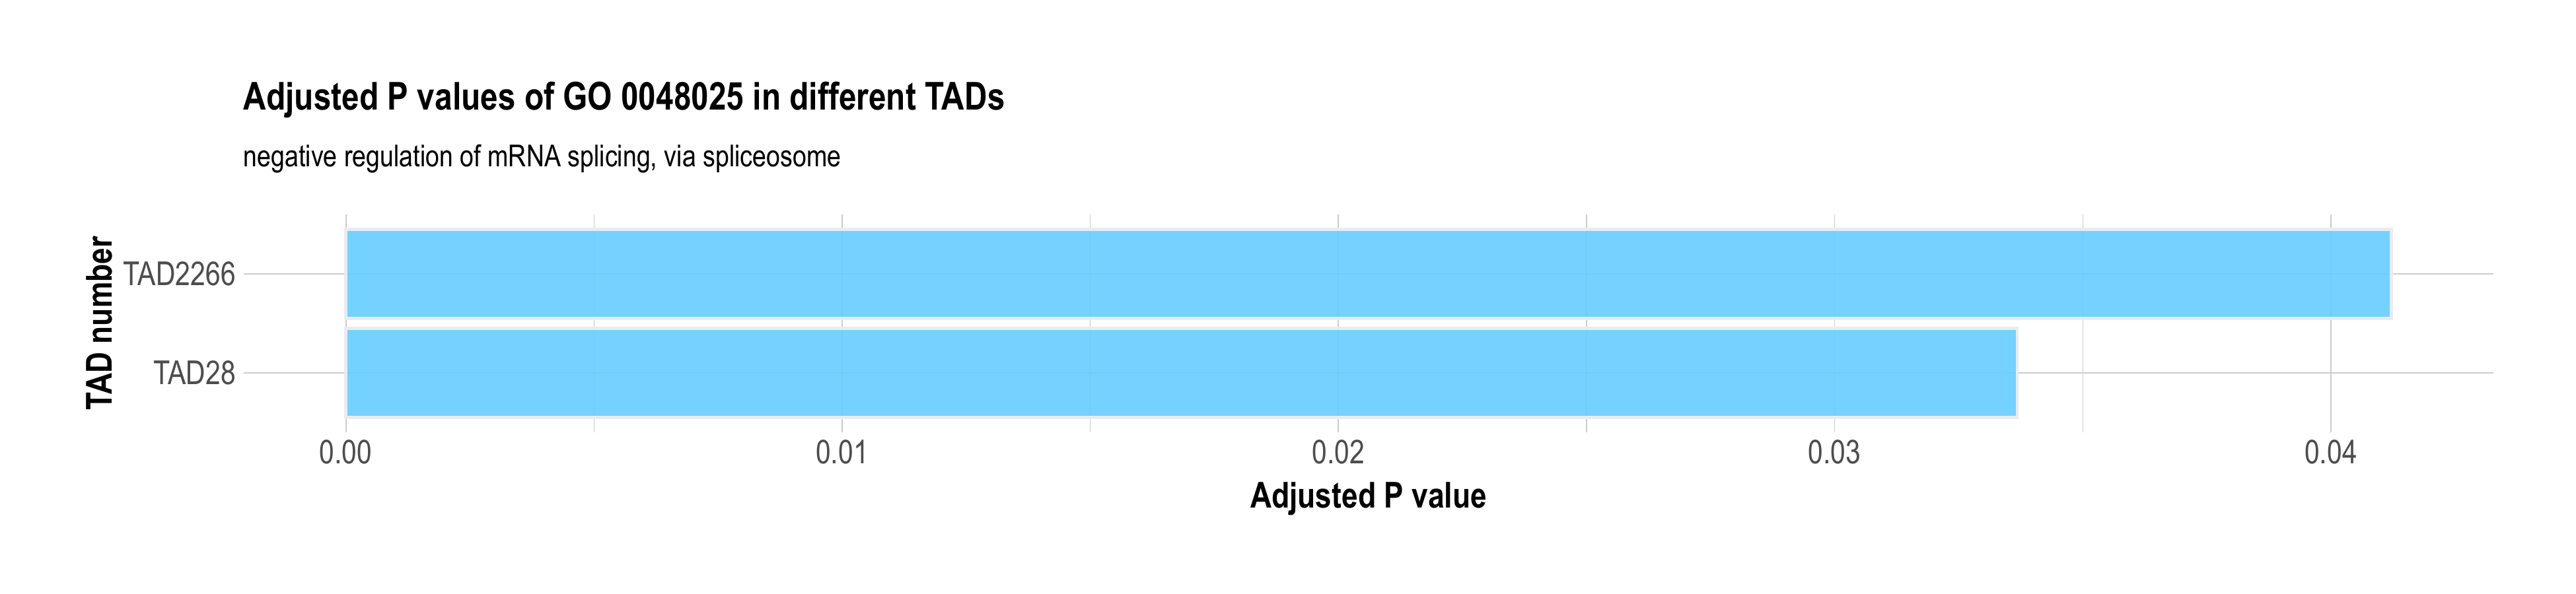 Adjusted P values of GO 0048025 in different TADs
negative regulation of mRNA splicing, via spliceosome
TAD number
TAD2266
TAD28
0.00 0.01 0.02 0.03 0.04
Adjusted P value